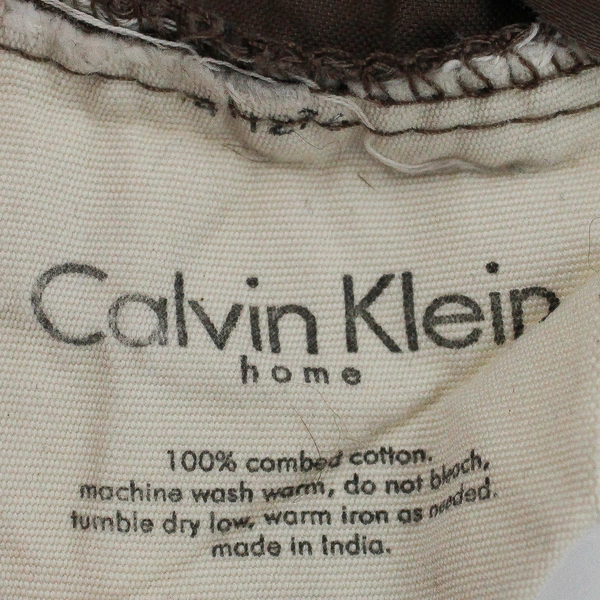 Calvin Klein
home
100% combed cotton.
machine wash warm, do not bleach,
tumble dry low, warm iron as needed.
made in India.